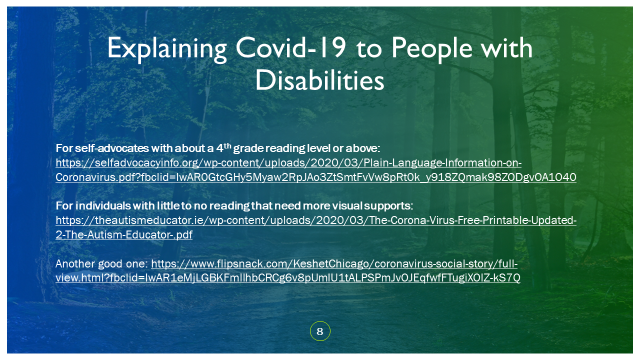 Explaining Covid-19 to People with
Disabilities
For self-advocates with about a 4th grade reading level or above:
https://selfadvocacyinfo.org/wp-content/uploads/2020/03/Plain-Language-Information-on-
Coronavirus.pdf?fbclid=IwAR0GtcGHy5Myaw2RpJAo3ZtSmtFvVw8pRt0k_y918ZQmak98Z0Dgv0A1040
For individuals with little to no reading that need more visual supports:
https://theautismeducator.ie/wp-content/uploads/2020/03/The-Corona-Virus-Free-Printable-Updated-
2-The-Autism-Educator-.pdf
Another good one: https://www.flipsnack.com/KeshetChicago/coronavirus-social-story/full-
view.html?fbclid=IwAR1eMjLGBKFmIlhbCRCg6v8pUmIU1tALPSPmJvOJEqfwfFTugiXOIZ-kS7Q
8